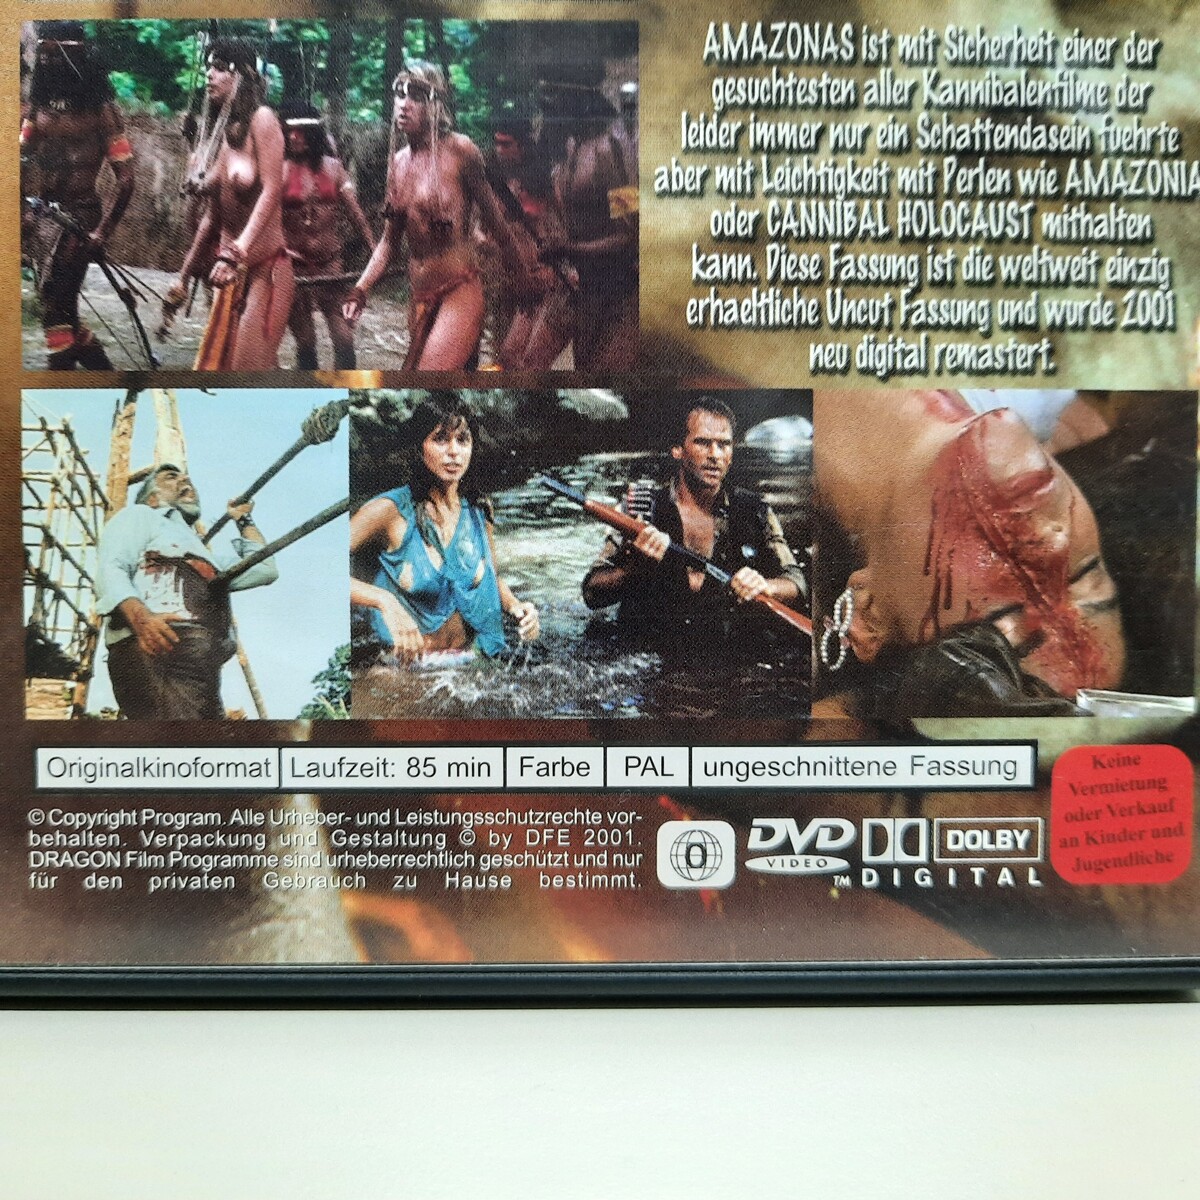 AMAZONAS ist mit Sicherheit einer der
gesuchtesten aller Kannibalenfilme der
leider immer nur ein Schattendasein fuehrte
aber mit Leichtigkeit mit Perlen wie AMAZONIA
oder CANNIBAL HOLOCAUST mithalten
kann. Diese Fassung ist die weltweit einzig
erhaeltliche Uncut Fassung und wurde 2001
neu digital remastert.
Originalkinoformat Laufzeit: 85 min Farbe PAL ungeschnittene Fassung
© Copyright Program. Alle Urheber- und Leistungsschutzrechte vor-
behalten. Verpackung und Gestaltung © by DFE 2001.
DRAGON Film Programme sind urheberrechtlich geschützt und nur
für den privaten Gebrauch zu Hause bestimmt.
0
DVD
VIDEO
TM
DOLBY
DIGITAL
Keine
Vermietung
oder Verkauf
an Kinder und
Jugendliche